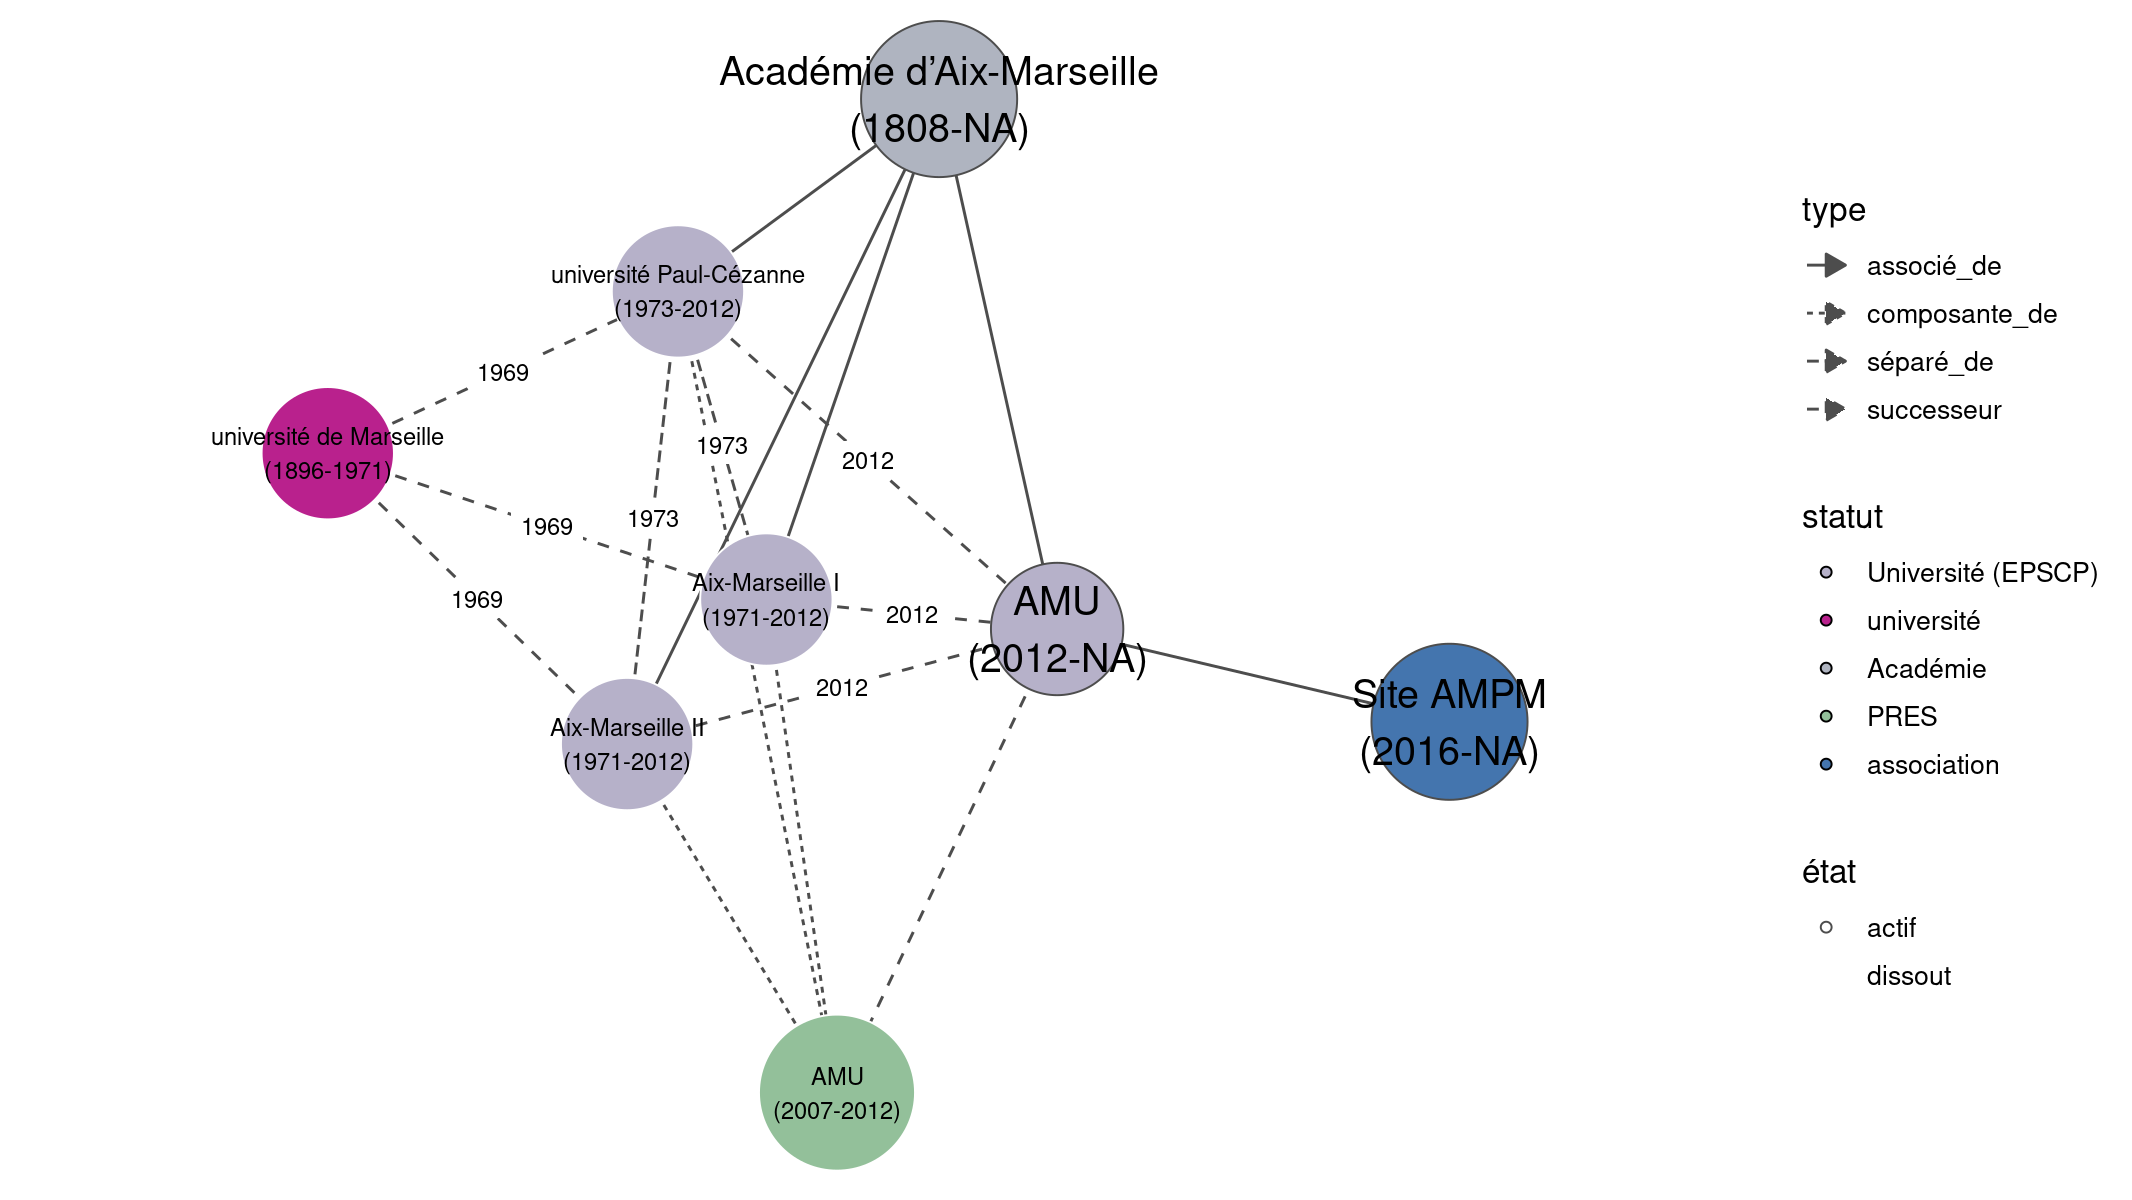 Académie d’Aix-Marseille
(1808-NA)
université Paul-Cézanne
(1973-2012)
1969
université de Marseille
(1896-1971)
1973
2012
1969
1973
1969
Aix-Marseille I
(1971-2012)
2012
AMU
(2012-NA)
2012
Aix-Marseille II
(1971-2012)
Site AMPM
(2016-NA)
AMU
(2007-2012)
type
associé_de
composante_de
séparé_de
successeur
statut
Université (EPSCP)
université
Académie
PRES
association
état
actif
dissout